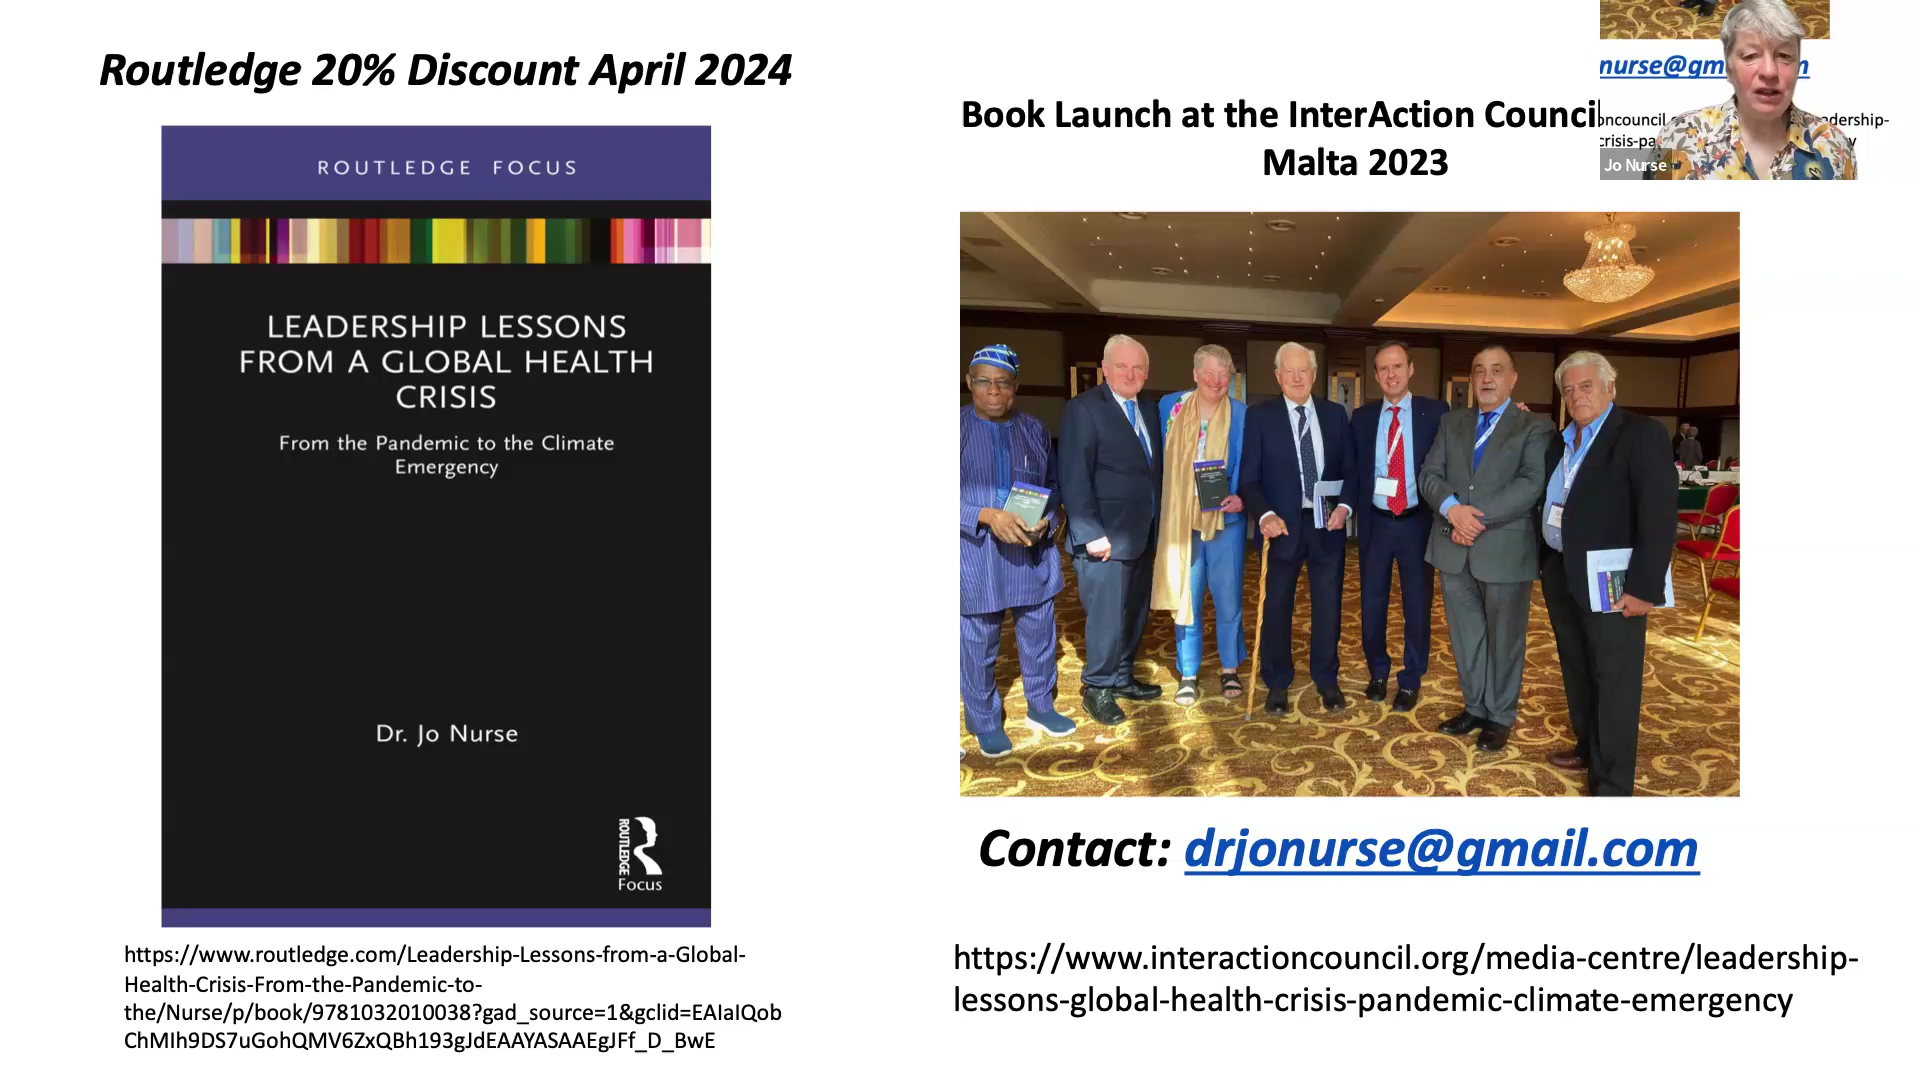 Routledge 20% Discount April 2024
ROUTLEDGE FOCUS
LEADERSHIP LESSONS
FROM A GLOBAL HEALTH
CRISIS
From the Pandemic to the Climate
Emergency
Dr. Jo Nurse
ROUTLEDGE
Focus
https://www.routledge.com/Leadership-Lessons-from-a-Global-
Health-Crisis-From-the-Pandemic-to-
the/Nurse/p/book/9781032010038?gad_source=1&gclid=EAIaIQob
ChMIh9DS7uGohQMV6ZxQBh193gJdEAAYASAAEgJFf_D_BwE
Book Launch at the InterAction Council
Malta 2023
Contact: drjonurse@gmail.com
https://www.interactioncouncil.org/media-centre/leadership-
lessons-global-health-crisis-pandemic-climate-emergency
nurse@gm
Jo Nurse